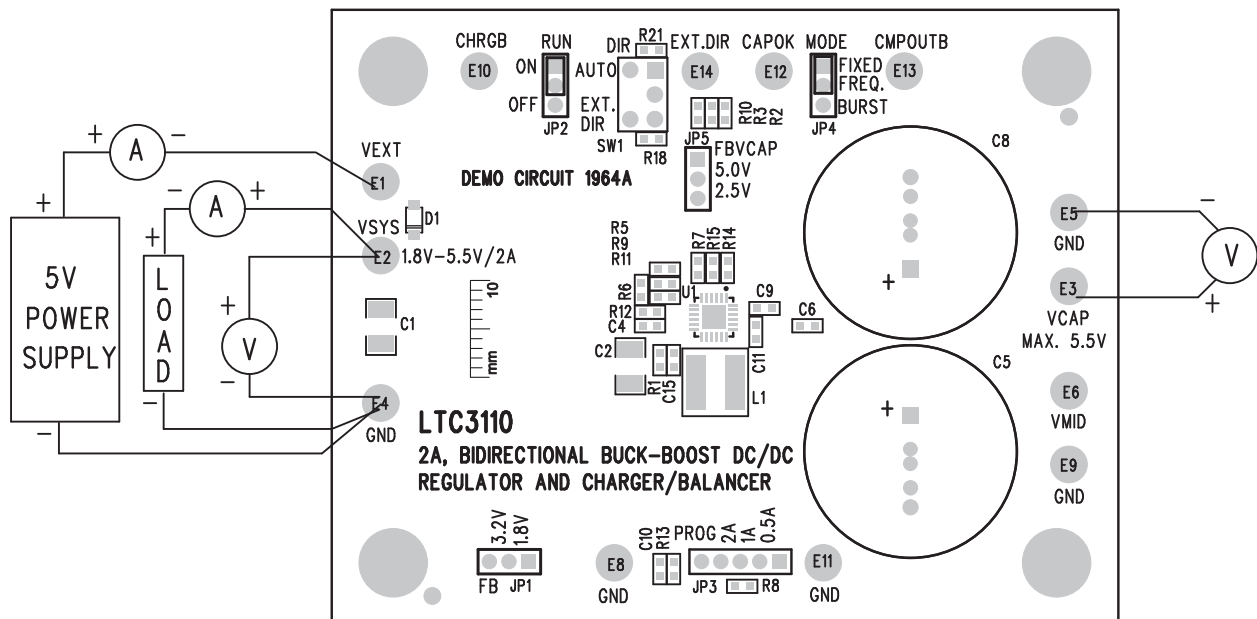 CHRGB
RUN
DIR
R21
EXT.DIR
CAPOK
MODE
CMPOUTB
E10
ON
OFF
JP2
AUTO
EXT.
DIR
SW1
R18
E14
E12
FIXED
FREQ.
BURST
JP4
E13
R10
R3
R2
JP5
FBVCAP
5.0V
2.5V
+
A
-
VEXT
E1
DEMO CIRCUIT 1964A
C8
+
-
A
+
VSYS
D1
E2
1.8V-5.5V/2A
+
5V
POWER
SUPPLY
-
+
LOAD
-
+
V
-
C1
10
mm
R5
R9
R11
R7
R15
R14
R6
U1
R12
C4
C9
C6
C2
C11
R1
C15
L1
+
-
E5
GND
V
E3
+
VCAP
MAX. 5.5V
C5
+
E6
VMID
E9
GND
E4
GND
LTC3110
2A, BIDIRECTIONAL BUCK-BOOST DC/DC
REGULATOR AND CHARGER/BALANCER
3.2V
1.8V
FB
JP1
E8
GND
C10
R13
PROG
2A
1A
0.5A
JP3
R8
E11
GND